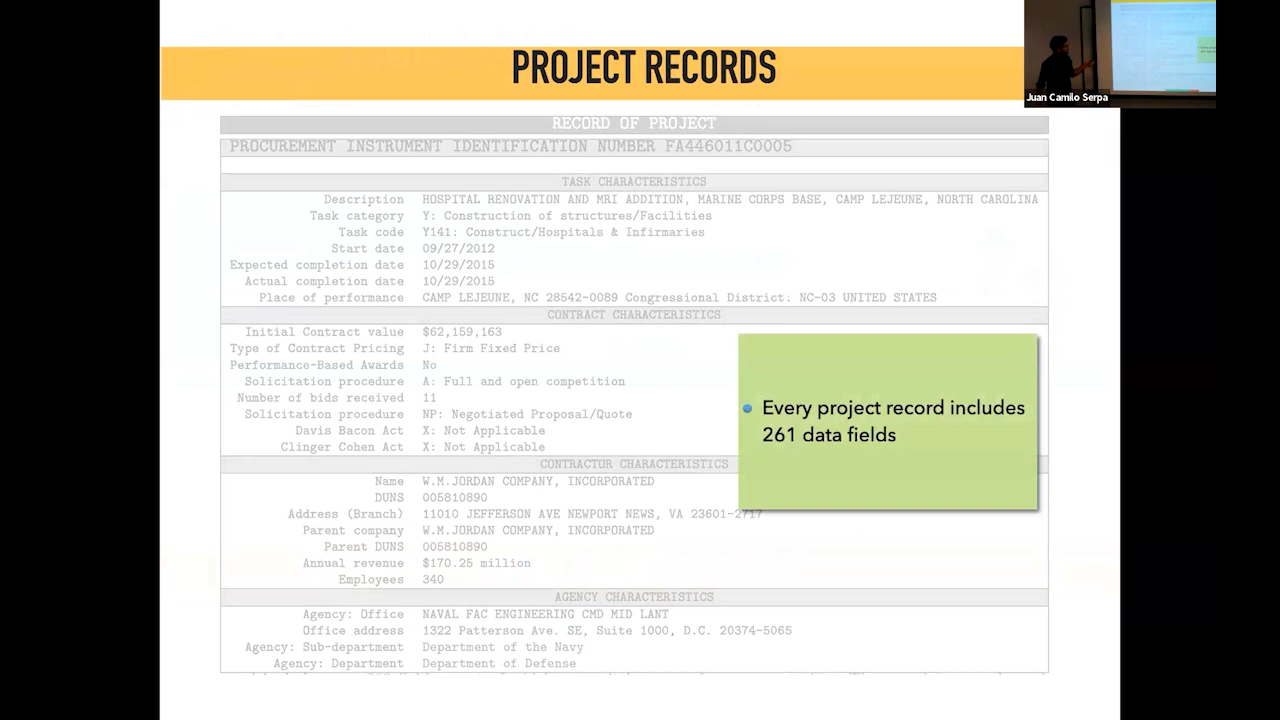 PROJECT RECORDS
Juan Camilo Serpa
RECORD OF PROJECT
PROCUREMENT INSTRUMENT IDENTIFICATION NUMBER FA446011C0005
TASK CHARACTERISTICS
Description HOSPITAL RENOVATION AND MRI ADDITION, MARINE CORPS BASE, CAMP LEJEUNE, NORTH CAROLINA
Task category Y: Construction of structures/Facilities
Task code Y141: Construct/Hospitals & Infirmaries
Start date 09/27/2012
Expected completion date 10/29/2015
Actual completion date 10/29/2015
Place of performance CAMP LEJEUNE, NC 28542-0089 Congressional District: NC-03 UNITED STATES
CONTRACT CHARACTERISTICS
Initial Contract value $62,159,163
Type of Contract Pricing J: Firm Fixed Price
Performance-Based Awards No
Solicitation procedure A: Full and open competition
Number of bids received 11
Solicitation procedure NP: Negotiated Proposal/Quote
Davis Bacon Act X: Not Applicable
Clinger Cohen Act X: Not Applicable
• Every project record includes
261 data fields
CONTRACTOR CHARACTERISTICS
Name W.M.JORDAN COMPANY, INCORPORATED
DUNS 005810890
Address (Branch) 11010 JEFFERSON AVE NEWPORT NEWS, VA 23601-2717
Parent company W.M.JORDAN COMPANY, INCORPORATED
Parent DUNS 005810890
Annual revenue $170.25 million
Employees 340
AGENCY CHARACTERISTICS
Agency: Office NAVAL FAC ENGINEERING CMD MID LANT
Office address 1322 Patterson Ave. SE, Suite 1000, D.C. 20374-5065
Agency: Sub-department Department of the Navy
Agency: Department Department of Defense